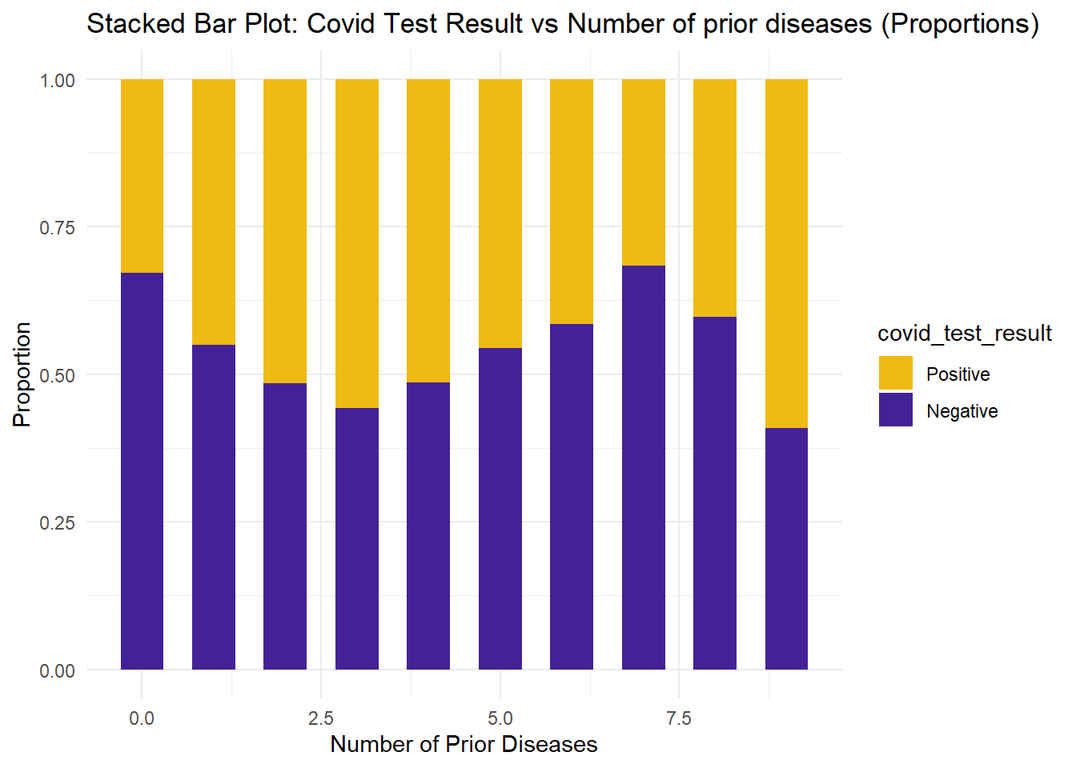 Stacked Bar Plot: Covid Test Result vs Number of prior diseases (Proportions)
1.00
0.75
0.50
0.25
0.00
Proportion
0.0 2.5 5.0 7.5
Number of Prior Diseases
covid_test_result
Positive
Negative